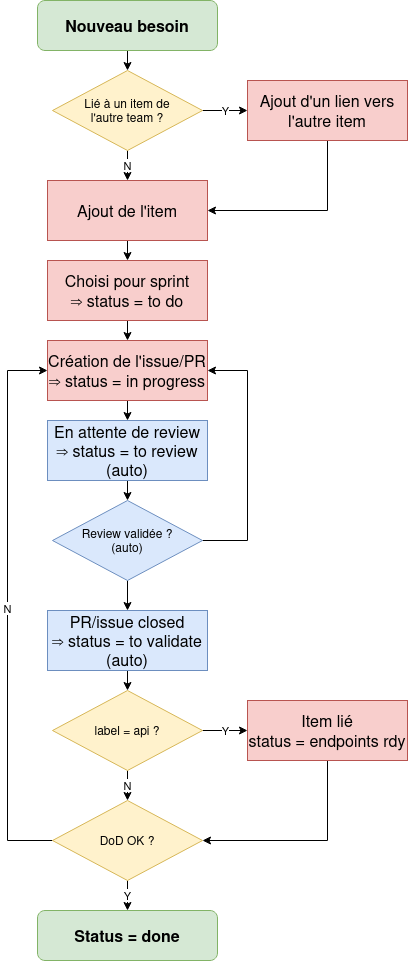 Nouveau besoin
Lié à un item de
l'autre team ?
Y
Ajout d'un lien vers
l'autre item
N
Ajout de l'item
Choisi pour sprint
⇒ status = to do
Création de l'issue/PR
⇒ status = in progress
En attente de review
⇒ status = to review
(auto)
Review validée ?
(auto)
N
PR/issue closed
⇒ status = to validate
(auto)
label = api ?
Y
Item lié
status = endpoints rdy
N
DoD OK ?
Y
Status = done